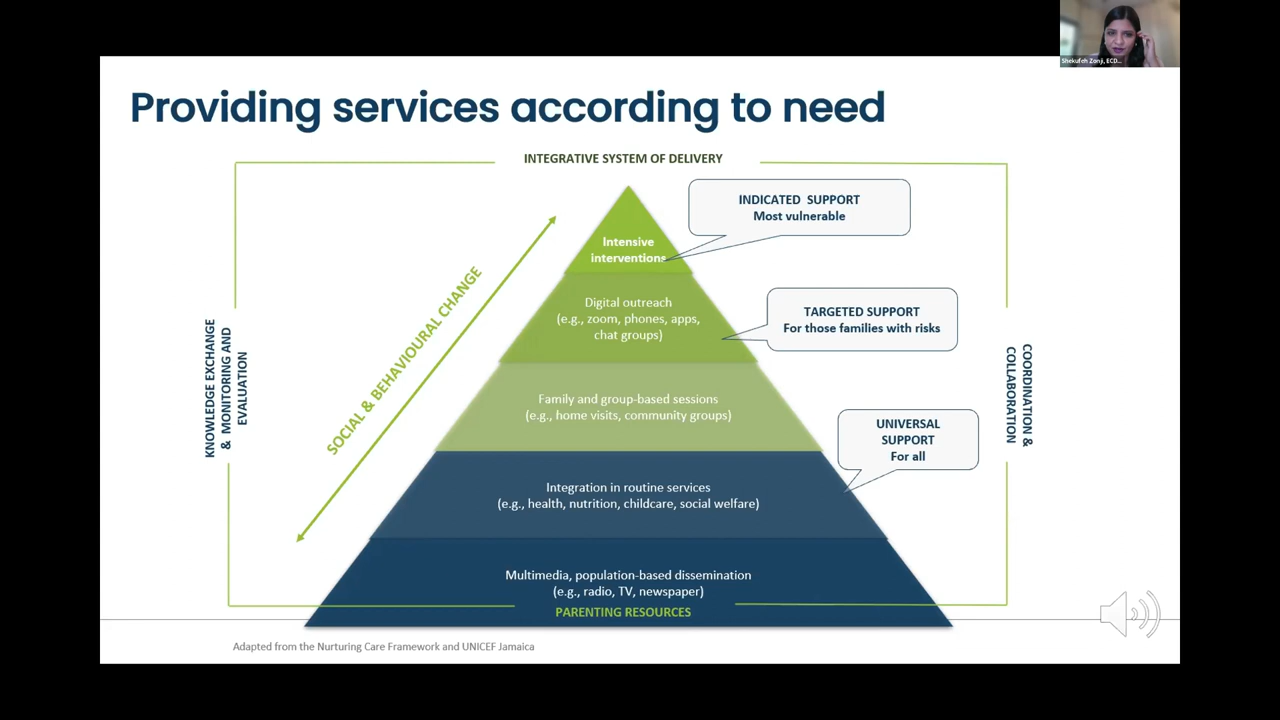 Shekufeh Zonji, ECD...
Providing services according to need
INTEGRATIVE SYSTEM OF DELIVERY
INDICATED SUPPORT
Most vulnerable
Intensive
interventions
Digital outreach
(e.g., zoom, phones, apps,
chat groups)
TARGETED SUPPORT
For those families with risks
SOCIAL & BEHAVIOURAL CHANGE
KNOWLEDGE EXCHANGE
& MONITORING AND
EVALUATION
COORDINATION &
COLLABORATION
Family and group-based sessions
(e.g., home visits, community groups)
UNIVERSAL
SUPPORT
For all
Integration in routine services
(e.g., health, nutrition, childcare, social welfare)
Multimedia, population-based dissemination
(e.g., radio, TV, newspaper)
PARENTING RESOURCES
Adapted from the Nurturing Care Framework and UNICEF Jamaica